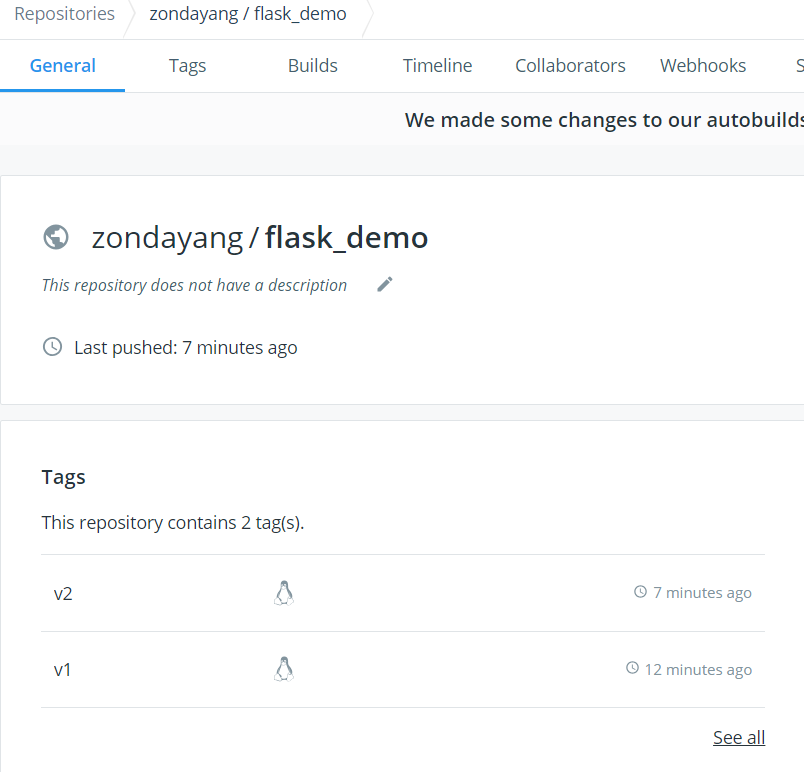 Repositories zondayang / flask_demo
General Tags Builds Timeline Collaborators Webhooks S
We made some changes to our autobuilds
zondayang / flask_demo
This repository does not have a description
Last pushed: 7 minutes ago
Tags
This repository contains 2 tag(s).
v2 7 minutes ago
v1 12 minutes ago
See all